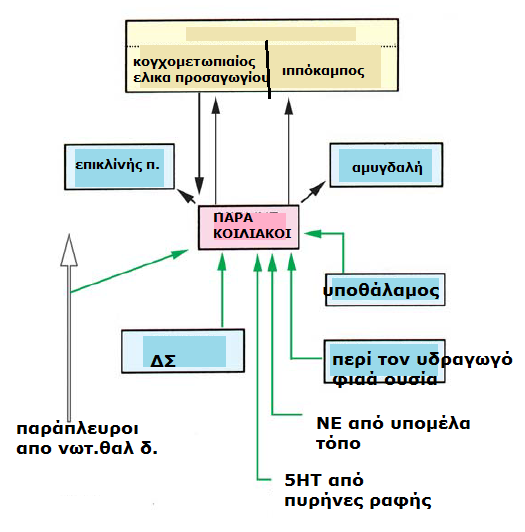 κογχομετωπιαίος
ελικα προσαγωγίου
ιππόκαμπος
επικλίνής π.
αμυγδαλή
ΠΑΡΑ
ΚΟΙΛΙΑΚΟΙ
υποθάλαμος
ΔΣ
περί τον υδραγωγό
φιαά ουσία
παράπλευροι
απο νωτ.θαλ δ.
ΝΕ από υπομέλα
τόπο
5ΗΤ από
πυρήνες ραφής